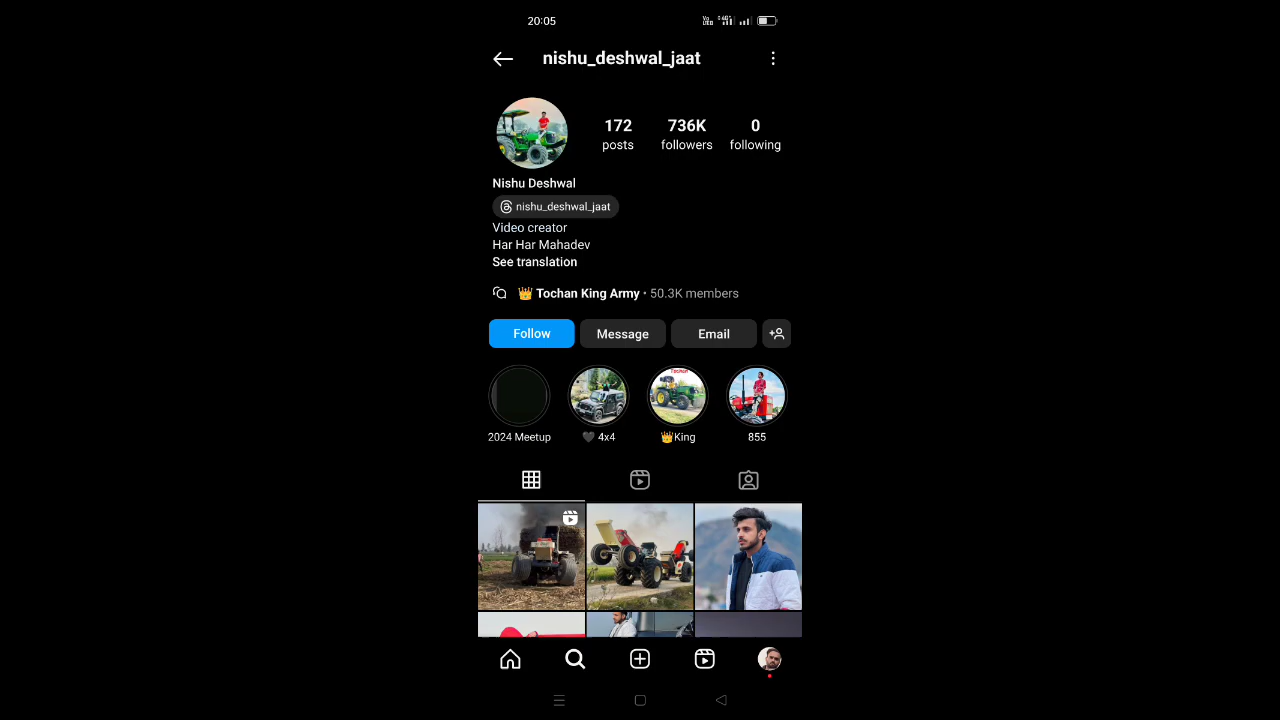 20:05
nishu_deshwal_jaat
172 736K 0
posts followers following
Nishu Deshwal
nishu_deshwal_jaat
Video creator
Har Har Mahadev
See translation
👑 Tochan King Army • 50.3K members
Follow Message Email
Tochan
2024 Meetup 🖤 4x4 👑King 855